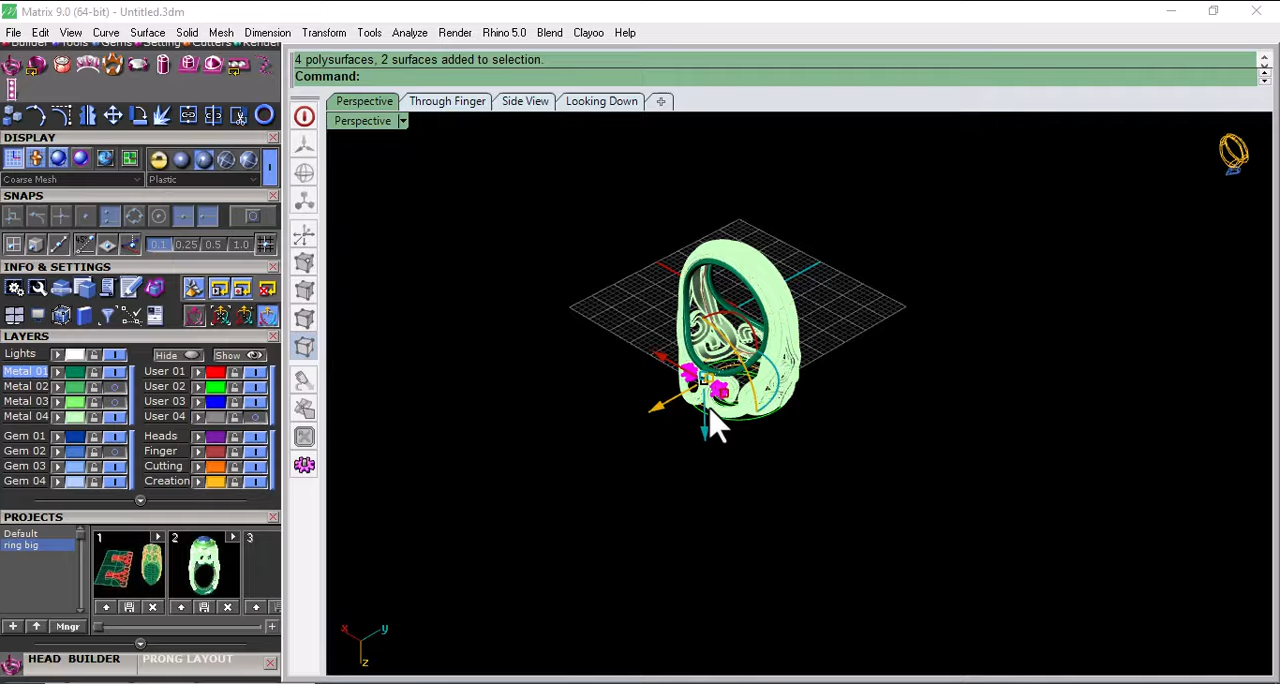 Matrix 9.0 (64-bit) - Untitled.3dm
File Edit View Curve Surface Solid Mesh Dimension Transform Tools Analyze Render Rhino 5.0 Blend Clayoo Help
4 polysurfaces, 2 surfaces added to selection.
Command:
Perspective Through Finger Side View Looking Down
Perspective
DISPLAY
Coarse Mesh Plastic
SNAPS
0.1 0.25 0.5 1.0
INFO & SETTINGS
LAYERS
Lights Hide Show
Metal 01 User 01
Metal 02 User 02
Metal 03 User 03
Metal 04 User 04
Gem 01 Heads
Gem 02 Finger
Gem 03 Cutting
Gem 04 Creation
PROJECTS
Default
ring big
1 2 3
Mngr
HEAD BUILDER PRONG LAYOUT
x y
z